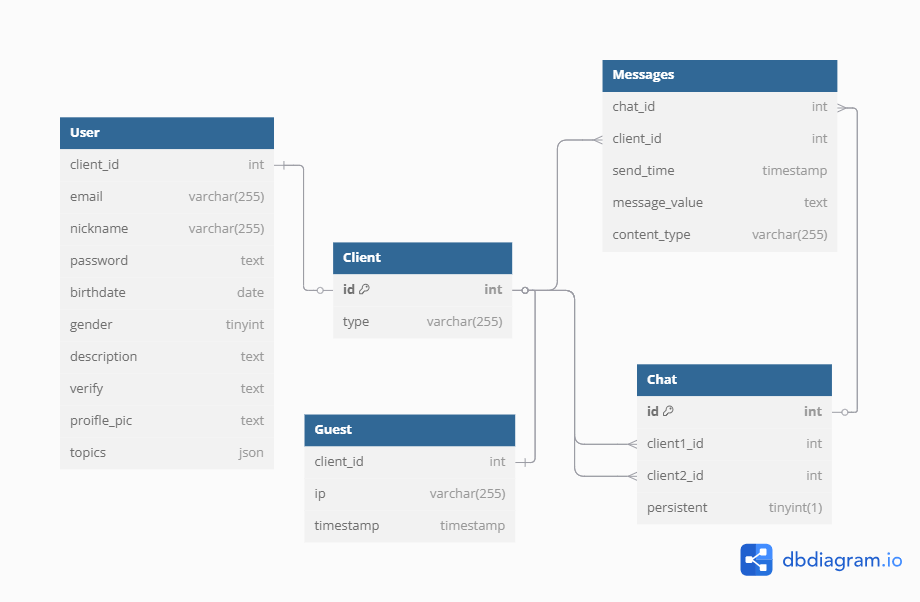 User
client_id int
email varchar(255)
nickname varchar(255)
password text
birthdate date
gender tinyint
description text
verify text
proifle_pic text
topics json
Client
id int
type varchar(255)
Guest
client_id int
ip varchar(255)
timestamp timestamp
Messages
chat_id int
client_id int
send_time timestamp
message_value text
content_type varchar(255)
Chat
id int
client1_id int
client2_id int
persistent tinyint(1)
dbdiagram.io